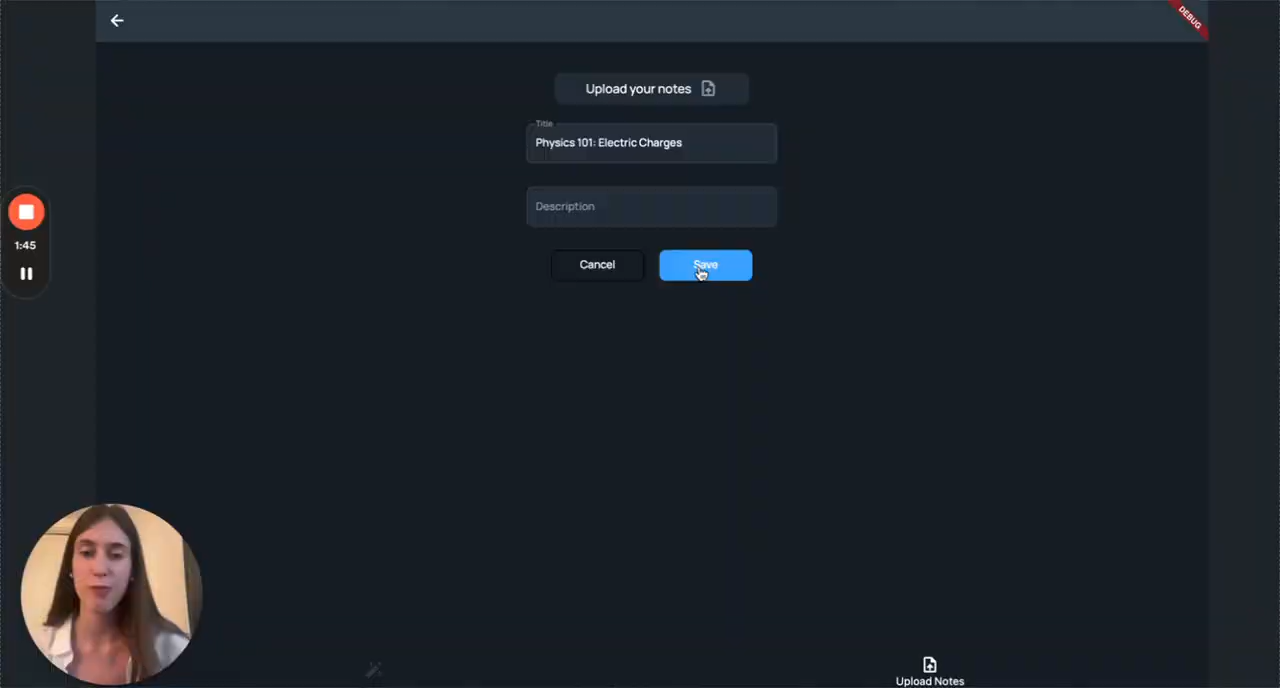 DEBUG
Upload your notes
Title
Physics 101: Electric Charges
Description
1:45
Cancel
Save
Upload Notes